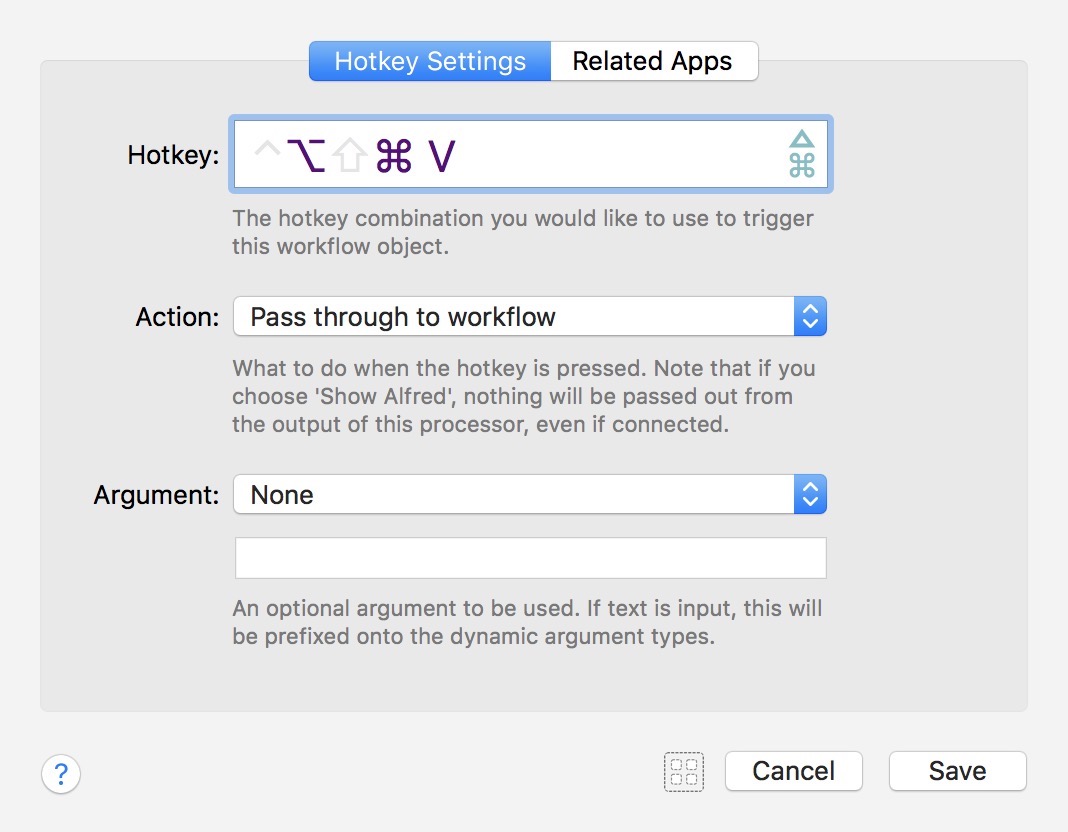 Hotkey Settings
Related Apps
Hotkey: ^⌥⇧⌘ V
The hotkey combination you would like to use to trigger
this workflow object.
Action: Pass through to workflow
What to do when the hotkey is pressed. Note that if you
choose 'Show Alfred', nothing will be passed out from
the output of this processor, even if connected.
Argument: None
An optional argument to be used. If text is input, this will
be prefixed onto the dynamic argument types.
?
Cancel
Save